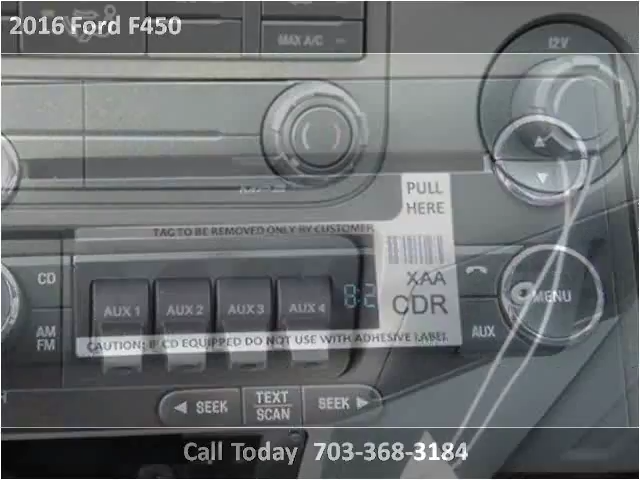 2016 Ford F450
MAX A/C
12V
PULL
HERE
TAG TO BE REMOVED ONLY BY CUSTOMER
CD
XAA
CDR
MENU
AUX 1 AUX 2 AUX 3 AUX 4
AM
FM
AUX
CAUTION: IF CD EQUIPPED DO NOT USE WITH ADHESIVE LABEL
SEEK TEXT SEEK
SCAN
Call Today 703-368-3184